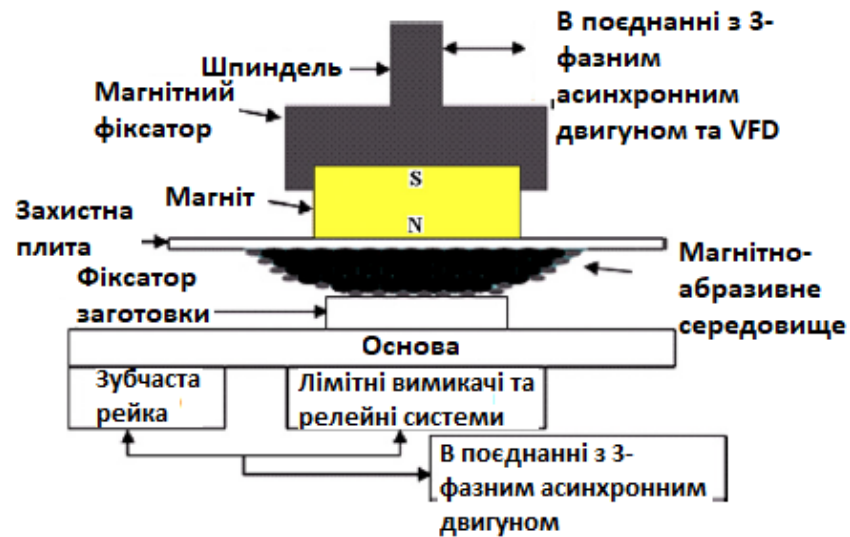 В поєднанні з 3-
фазним
асинхронним
двигуном та VFD
Шпиндель
Магнітний
фіксатор
S
Магніт
N
Захистна
плита
Магнітно-
абразивне
середовище
Фіксатор
заготовки
Основа
Зубчаста
рейка
Лімітні вимикачі та
релейні системи
В поєднанні з 3-
фазним асинхронним
двигуном